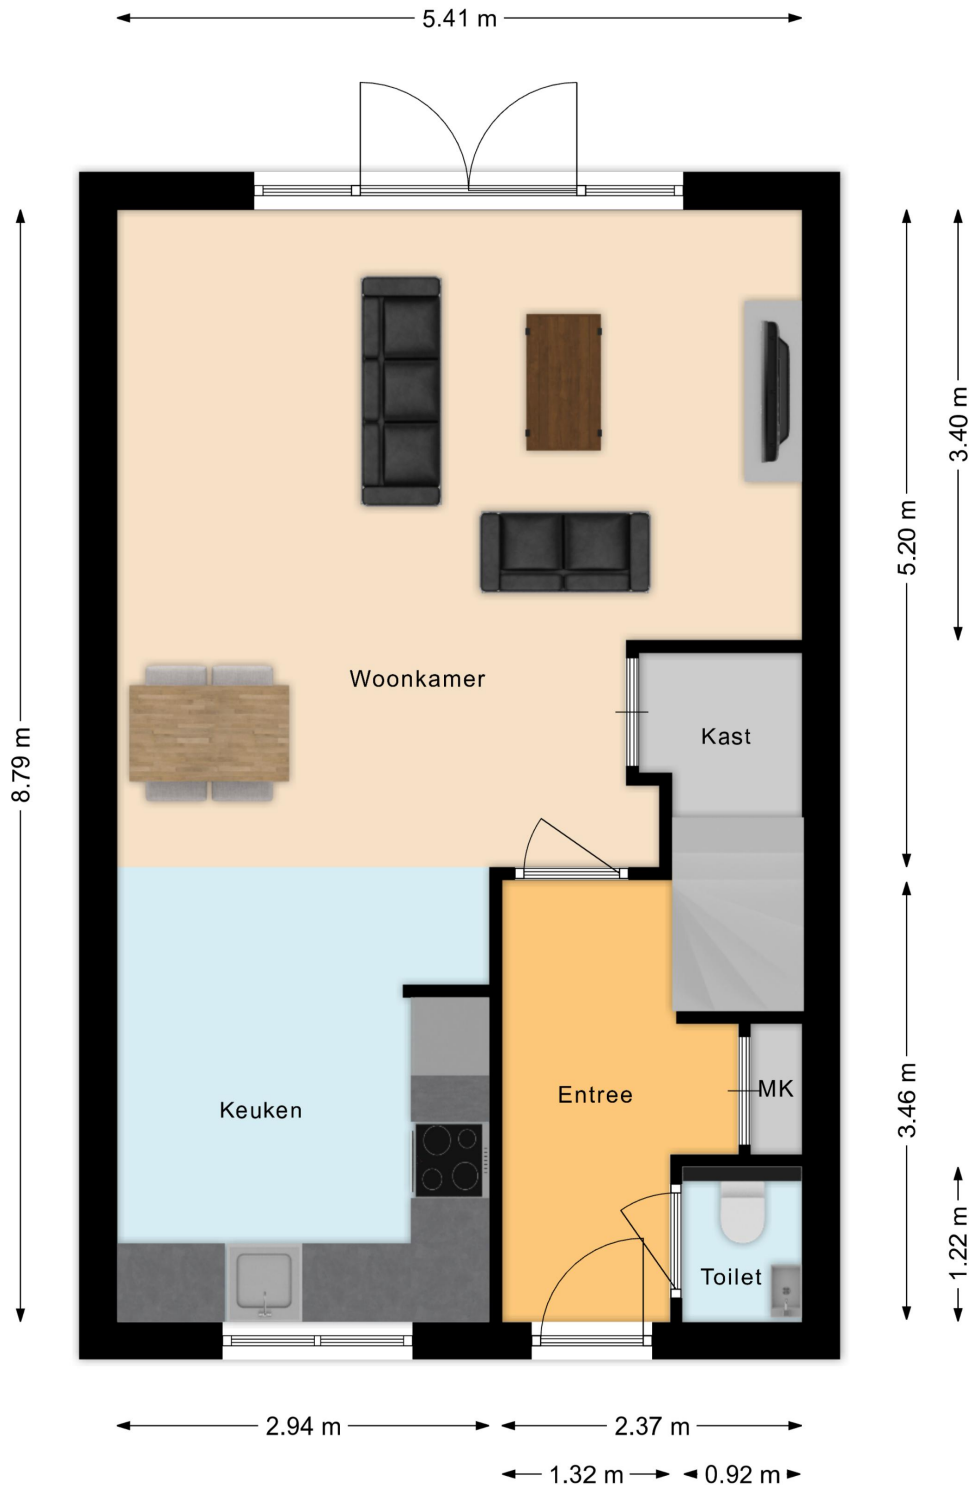 5.41 m
3.40 m
5.20 m
Woonkamer
Kast
8.79 m
Entree
MK
Keuken
3.46 m
1.22 m
Toilet
2.94 m
2.37 m
1.32 m
0.92 m